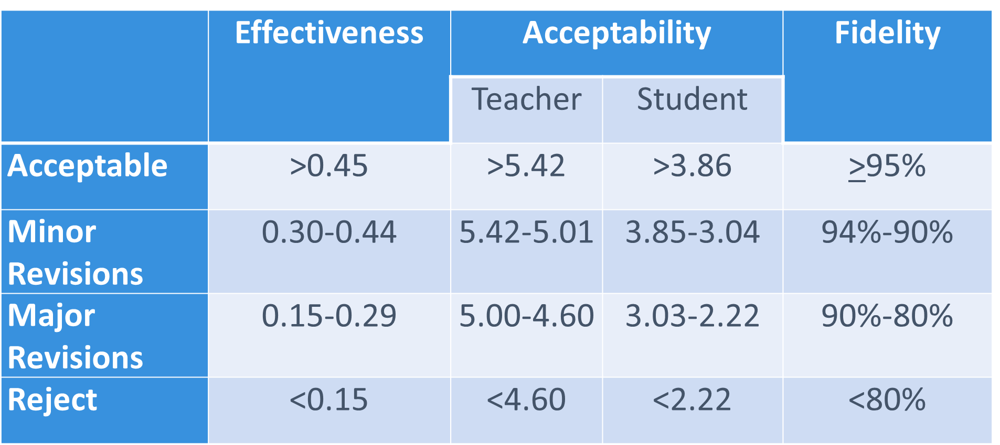 Effectiveness Acceptability Fidelity
Teacher Student
Acceptable >0.45 >5.42 >3.86 ≥95%
Minor 0.30-0.44 5.42-5.01 3.85-3.04 94%-90%
Revisions
Major 0.15-0.29 5.00-4.60 3.03-2.22 90%-80%
Revisions
Reject <0.15 <4.60 <2.22 <80%